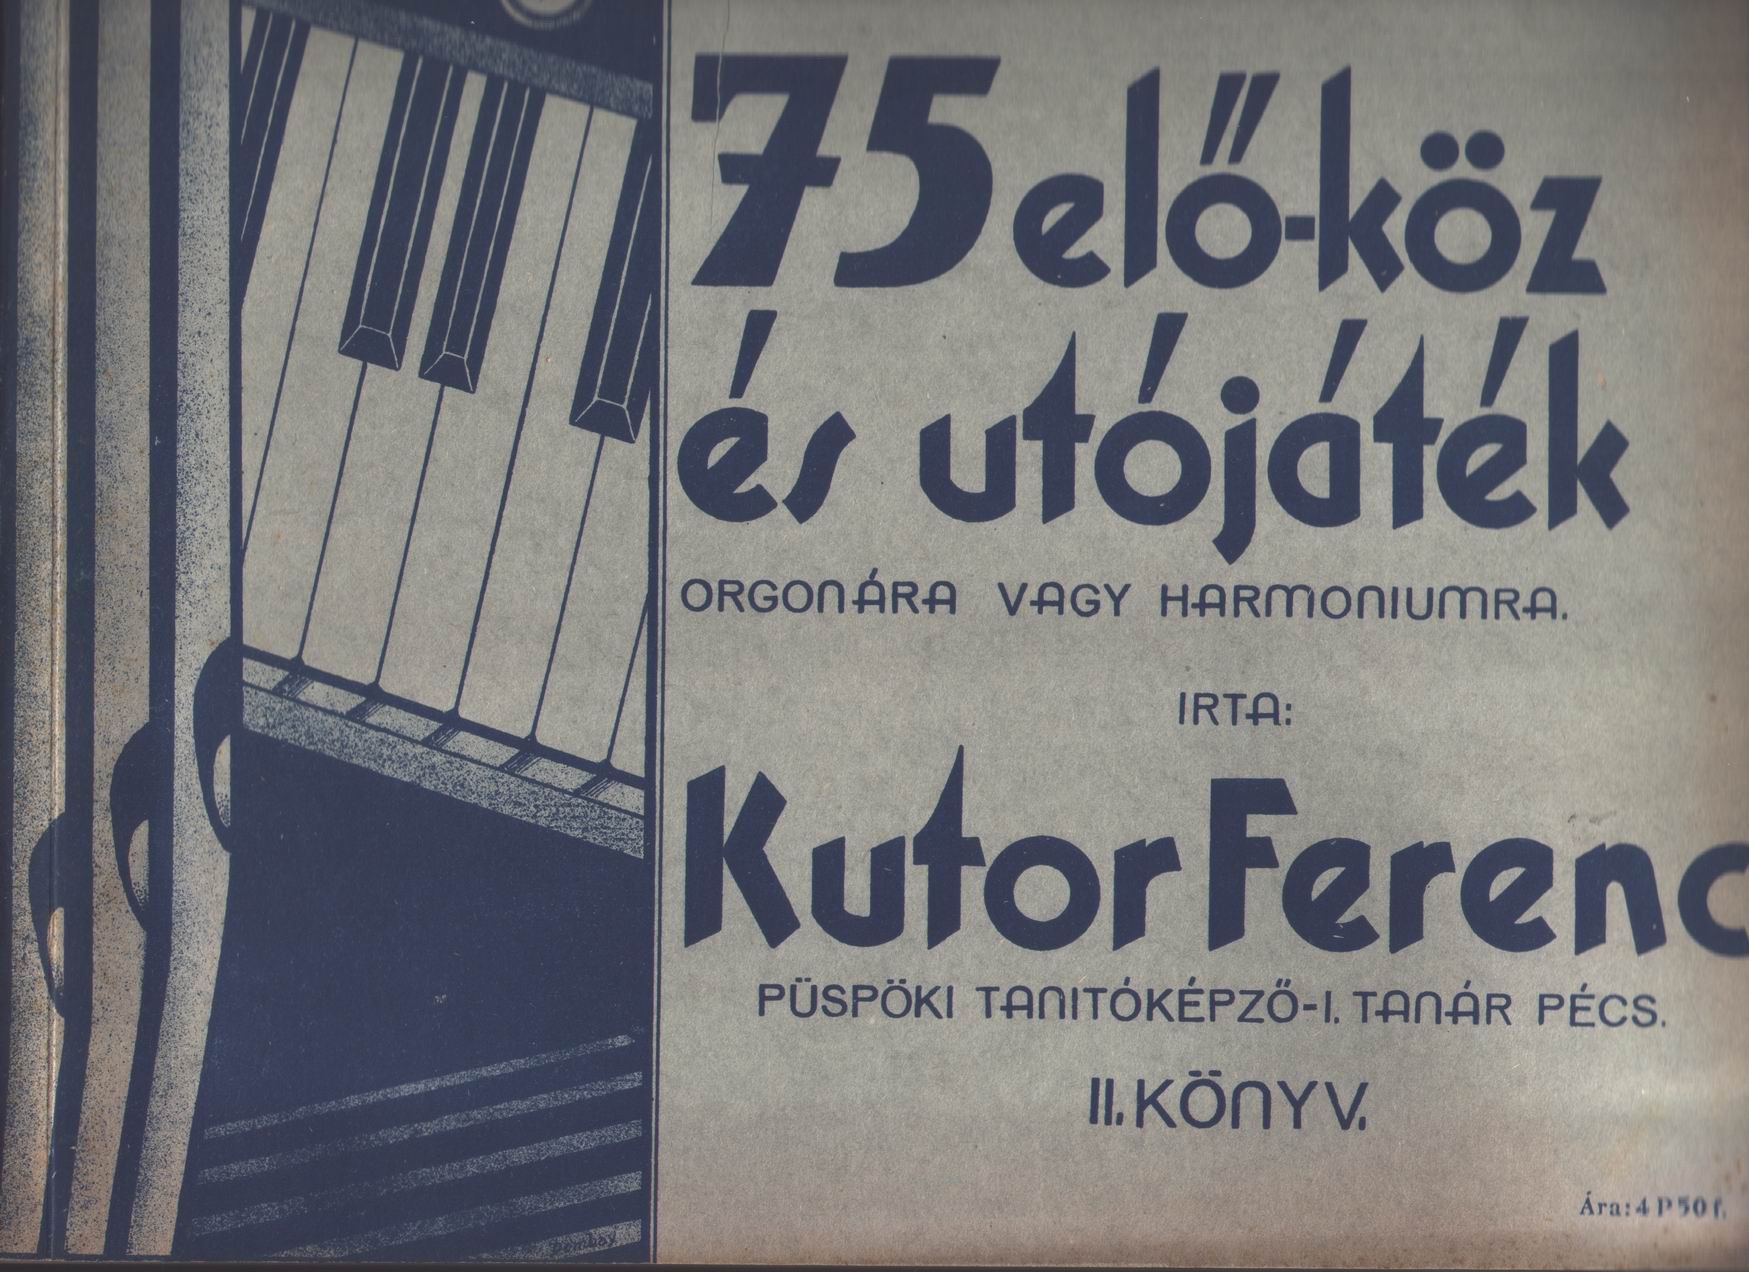 75 elő-köz
és utójáték
ORGONÁRA VAGY HARMONIUMRA.
IRTA:
Kutor Ferenc
PÜSPÖKI TANITÓKÉPZŐ-I. TANÁR PÉCS.
II. KÖNYV.
Ára: 4 P 50 f.